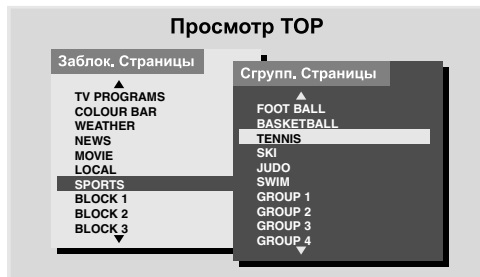 Просмотр TOP
Заблок. Страницы
TV PROGRAMS
COLOUR BAR
WEATHER
NEWS
MOVIE
LOCAL
SPORTS
BLOCK 1
BLOCK 2
BLOCK 3
Сгрупп. Страницы
FOOT BALL
BASKETBALL
TENNIS
SKI
JUDO
SWIM
GROUP 1
GROUP 2
GROUP 3
GROUP 4